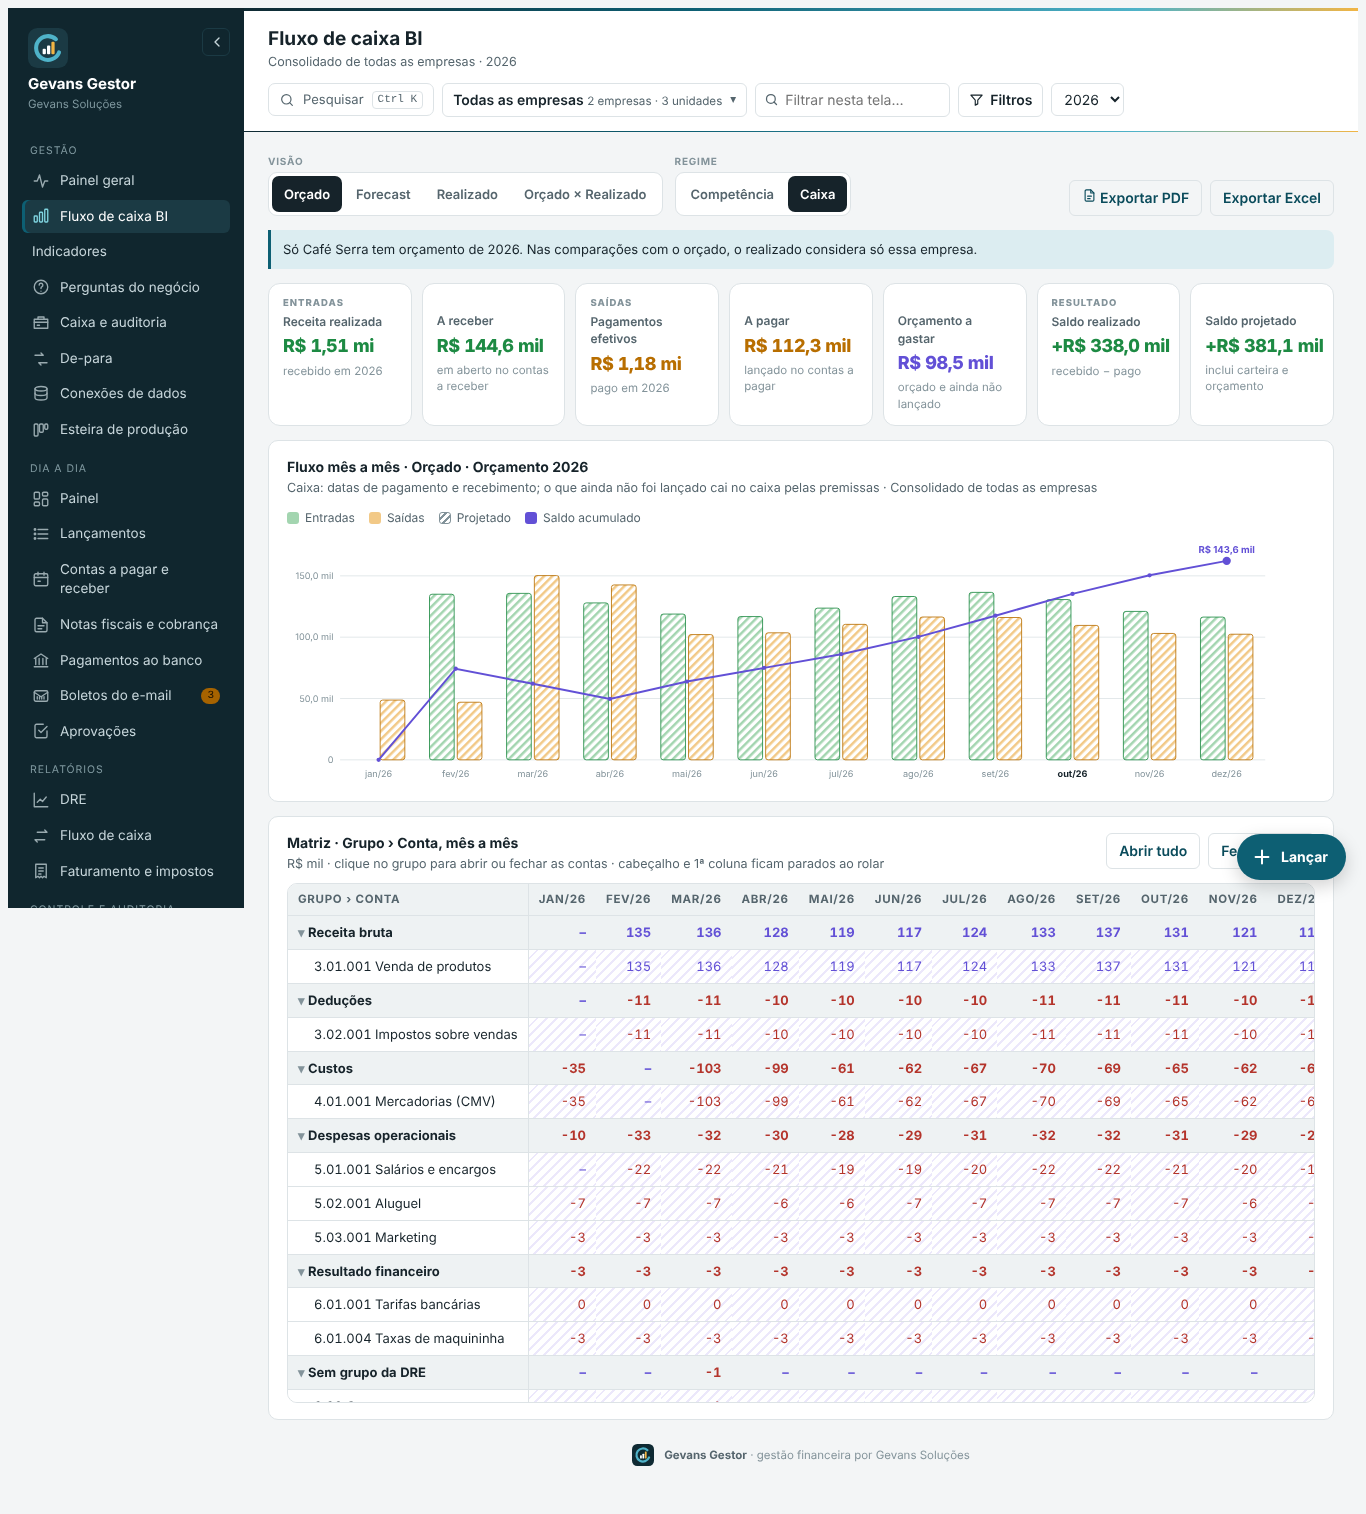 Gevans Gestor
Gevans Soluções
GESTÃO
Painel geral
Fluxo de caixa BI
Indicadores
Perguntas do negócio
Caixa e auditoria
De-para
Conexões de dados
Esteira de produção
DIA A DIA
Painel
Lançamentos
Contas a pagar e
receber
Notas fiscais e cobrança
Pagamentos ao banco
Boletos do e-mail 3
Aprovações
RELATÓRIOS
DRE
Fluxo de caixa
Faturamento e impostos
CONTROLE E AUDITORIA
Fluxo de caixa BI
Consolidado de todas as empresas · 2026
Pesquisar Ctrl K Todas as empresas 2 empresas · 3 unidades ▾ Filtrar nesta tela... Filtros 2026
VISÃO REGIME
Orçado Forecast Realizado Orçado × Realizado Competência Caixa Exportar PDF Exportar Excel
Só Café Serra tem orçamento de 2026. Nas comparações com o orçado, o realizado considera só essa empresa.
ENTRADAS
Receita realizada
R$ 1,51 mi
recebido em 2026
A receber
R$ 144,6 mil
em aberto no contas
a receber
SAÍDAS
Pagamentos
efetivos
R$ 1,18 mi
pago em 2026
A pagar
R$ 112,3 mil
lançado no contas a
pagar
Orçamento a
gastar
R$ 98,5 mil
orçado e ainda não
lançado
RESULTADO
Saldo realizado
+R$ 338,0 mil
recebido − pago
Saldo projetado
+R$ 381,1 mil
inclui carteira e
orçamento
Fluxo mês a mês · Orçado · Orçamento 2026
Caixa: datas de pagamento e recebimento; o que ainda não foi lançado cai no caixa pelas premissas · Consolidado de todas as empresas
Entradas Saídas Projetado Saldo acumulado
R$ 143,6 mil
150,0 mil
100,0 mil
50,0 mil
0
jan/26 fev/26 mar/26 abr/26 mai/26 jun/26 jul/26 ago/26 set/26 out/26 nov/26 dez/26
Matriz · Grupo › Conta, mês a mês
R$ mil · clique no grupo para abrir ou fechar as contas · cabeçalho e 1ª coluna ficam parados ao rolar
Abrir tudo Fe
Lançar
GRUPO › CONTA JAN/26 FEV/26 MAR/26 ABR/26 MAI/26 JUN/26 JUL/26 AGO/26 SET/26 OUT/26 NOV/26 DEZ/2
▾ Receita bruta – 135 136 128 119 117 124 133 137 131 121 11
3.01.001 Venda de produtos – 135 136 128 119 117 124 133 137 131 121 11
▾ Deduções – -11 -11 -10 -10 -10 -10 -11 -11 -11 -10 -1
3.02.001 Impostos sobre vendas – -11 -11 -10 -10 -10 -10 -11 -11 -11 -10 -1
▾ Custos -35 – -103 -99 -61 -62 -67 -70 -69 -65 -62 -6
4.01.001 Mercadorias (CMV) -35 – -103 -99 -61 -62 -67 -70 -69 -65 -62 -6
▾ Despesas operacionais -10 -33 -32 -30 -28 -29 -31 -32 -32 -31 -29 -2
5.01.001 Salários e encargos – -22 -22 -21 -19 -19 -20 -22 -22 -21 -20 -1
5.02.001 Aluguel -7 -7 -7 -6 -6 -7 -7 -7 -7 -7 -6 -
5.03.001 Marketing -3 -3 -3 -3 -3 -3 -3 -3 -3 -3 -3 -
▾ Resultado financeiro -3 -3 -3 -3 -3 -3 -3 -3 -3 -3 -3 -
6.01.001 Tarifas bancárias 0 0 0 0 0 0 0 0 0 0 0
6.01.004 Taxas de maquininha -3 -3 -3 -3 -3 -3 -3 -3 -3 -3 -3 -
▾ Sem grupo da DRE – – -1 – – – – – – – –
Gevans Gestor · gestão financeira por Gevans Soluções